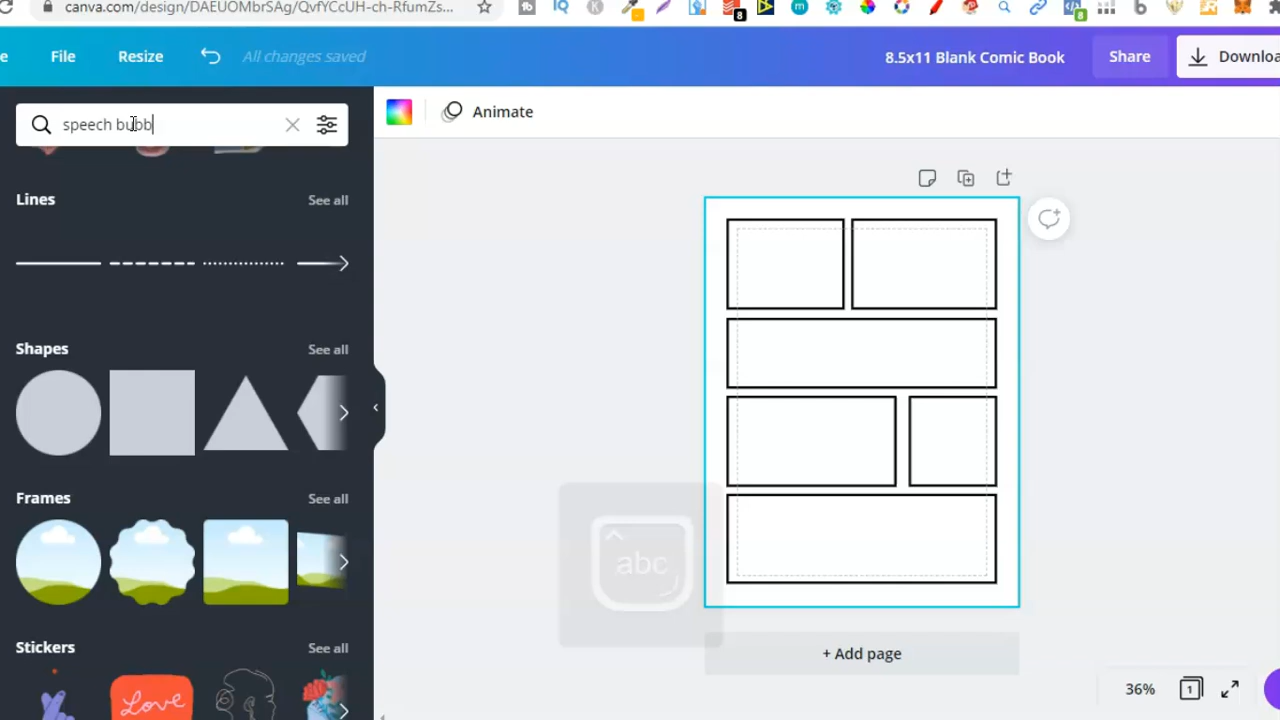 canva.com/design/DAEUOMbrSAg/QvfYCcUH-ch-RfumZs...
8
8
e File Resize All changes saved 8.5x11 Blank Comic Book Share Downloa
speech bubb
Animate
Lines See all
Shapes See all
Frames See all
abc
Stickers See all
Love
+ Add page
36% 1